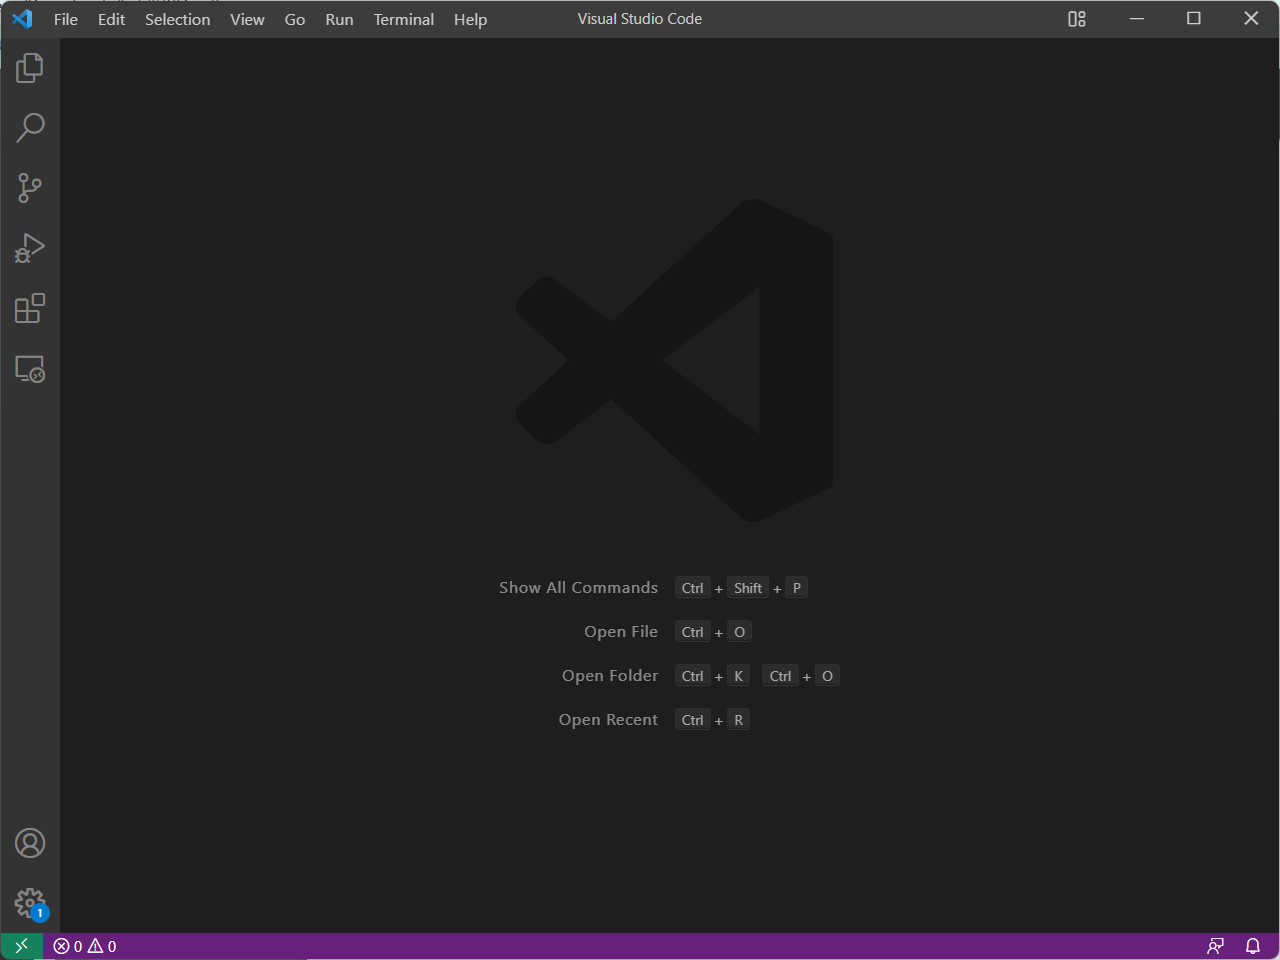 File Edit Selection View Go Run Terminal Help Visual Studio Code
Show All Commands Ctrl + Shift + P
Open File Ctrl + O
Open Folder Ctrl + K Ctrl + O
Open Recent Ctrl + R
1
0 0